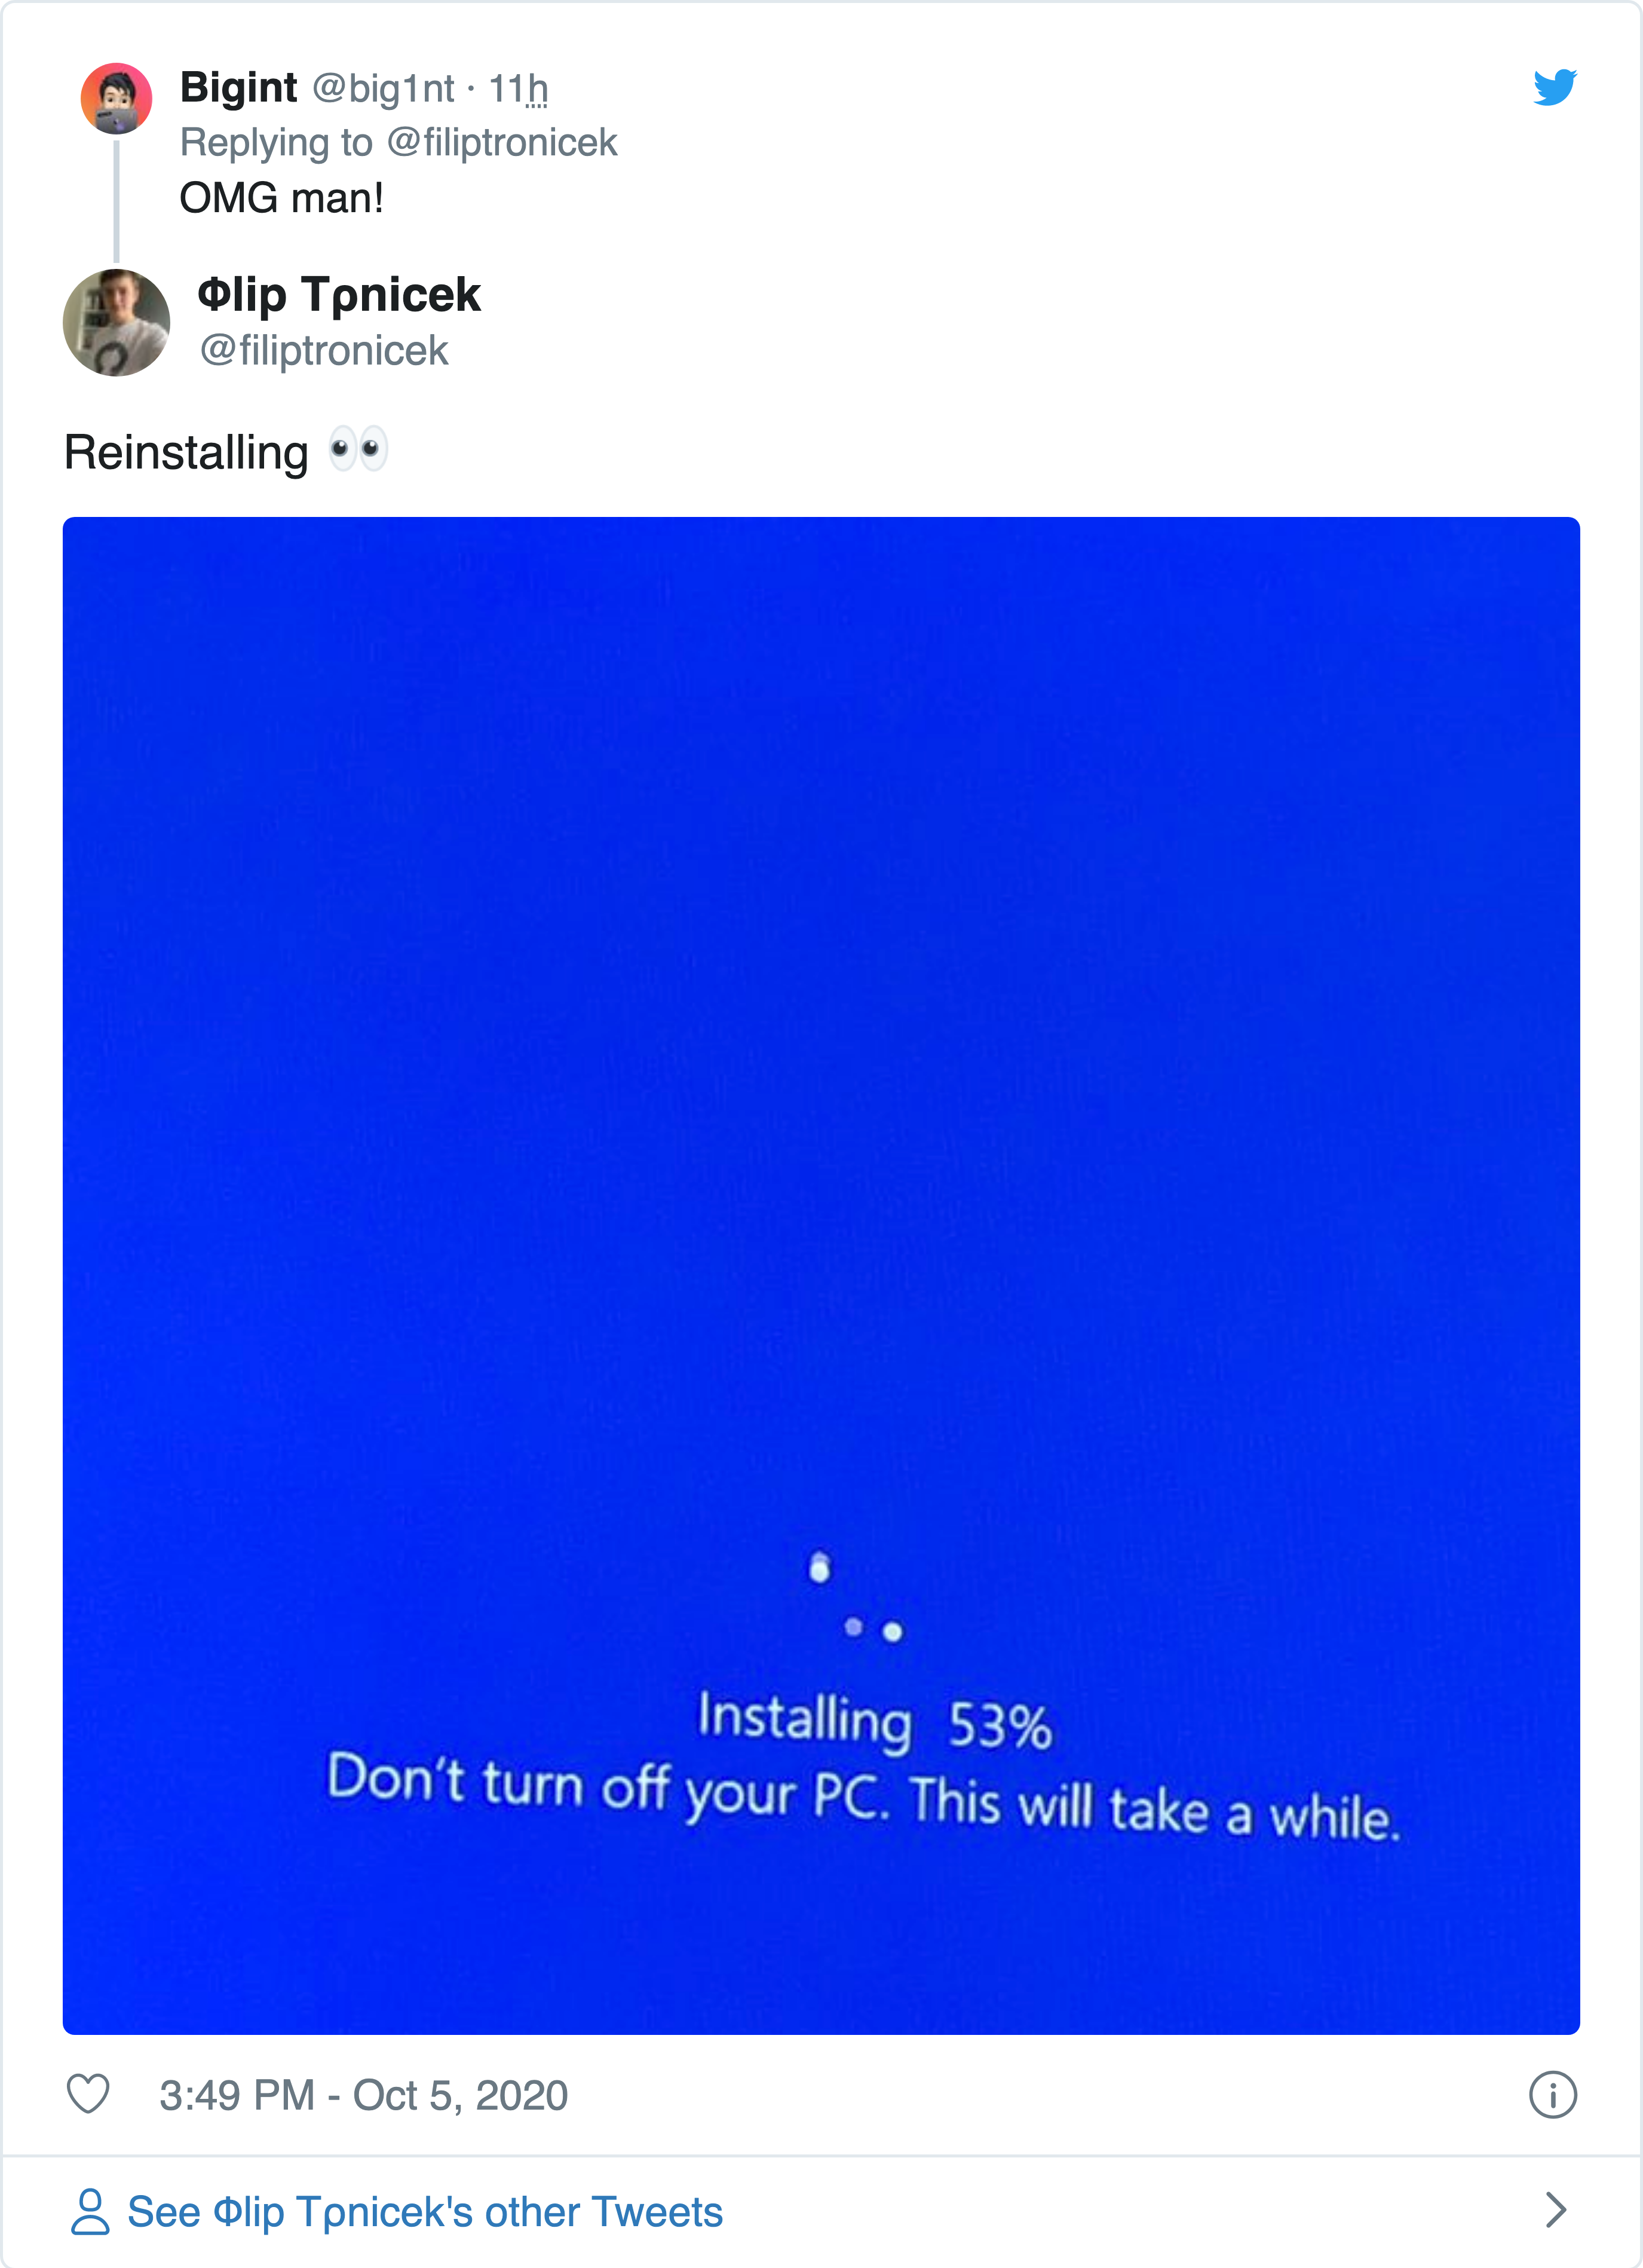 Bigint @big1nt · 11h
Replying to @filiptronicek
OMG man!
Φlip Tρnicek
@filiptronicek
Reinstalling 👀
Installing 53%
Don't turn off your PC. This will take a while.
3:49 PM - Oct 5, 2020
See Φlip Tρnicek's other Tweets